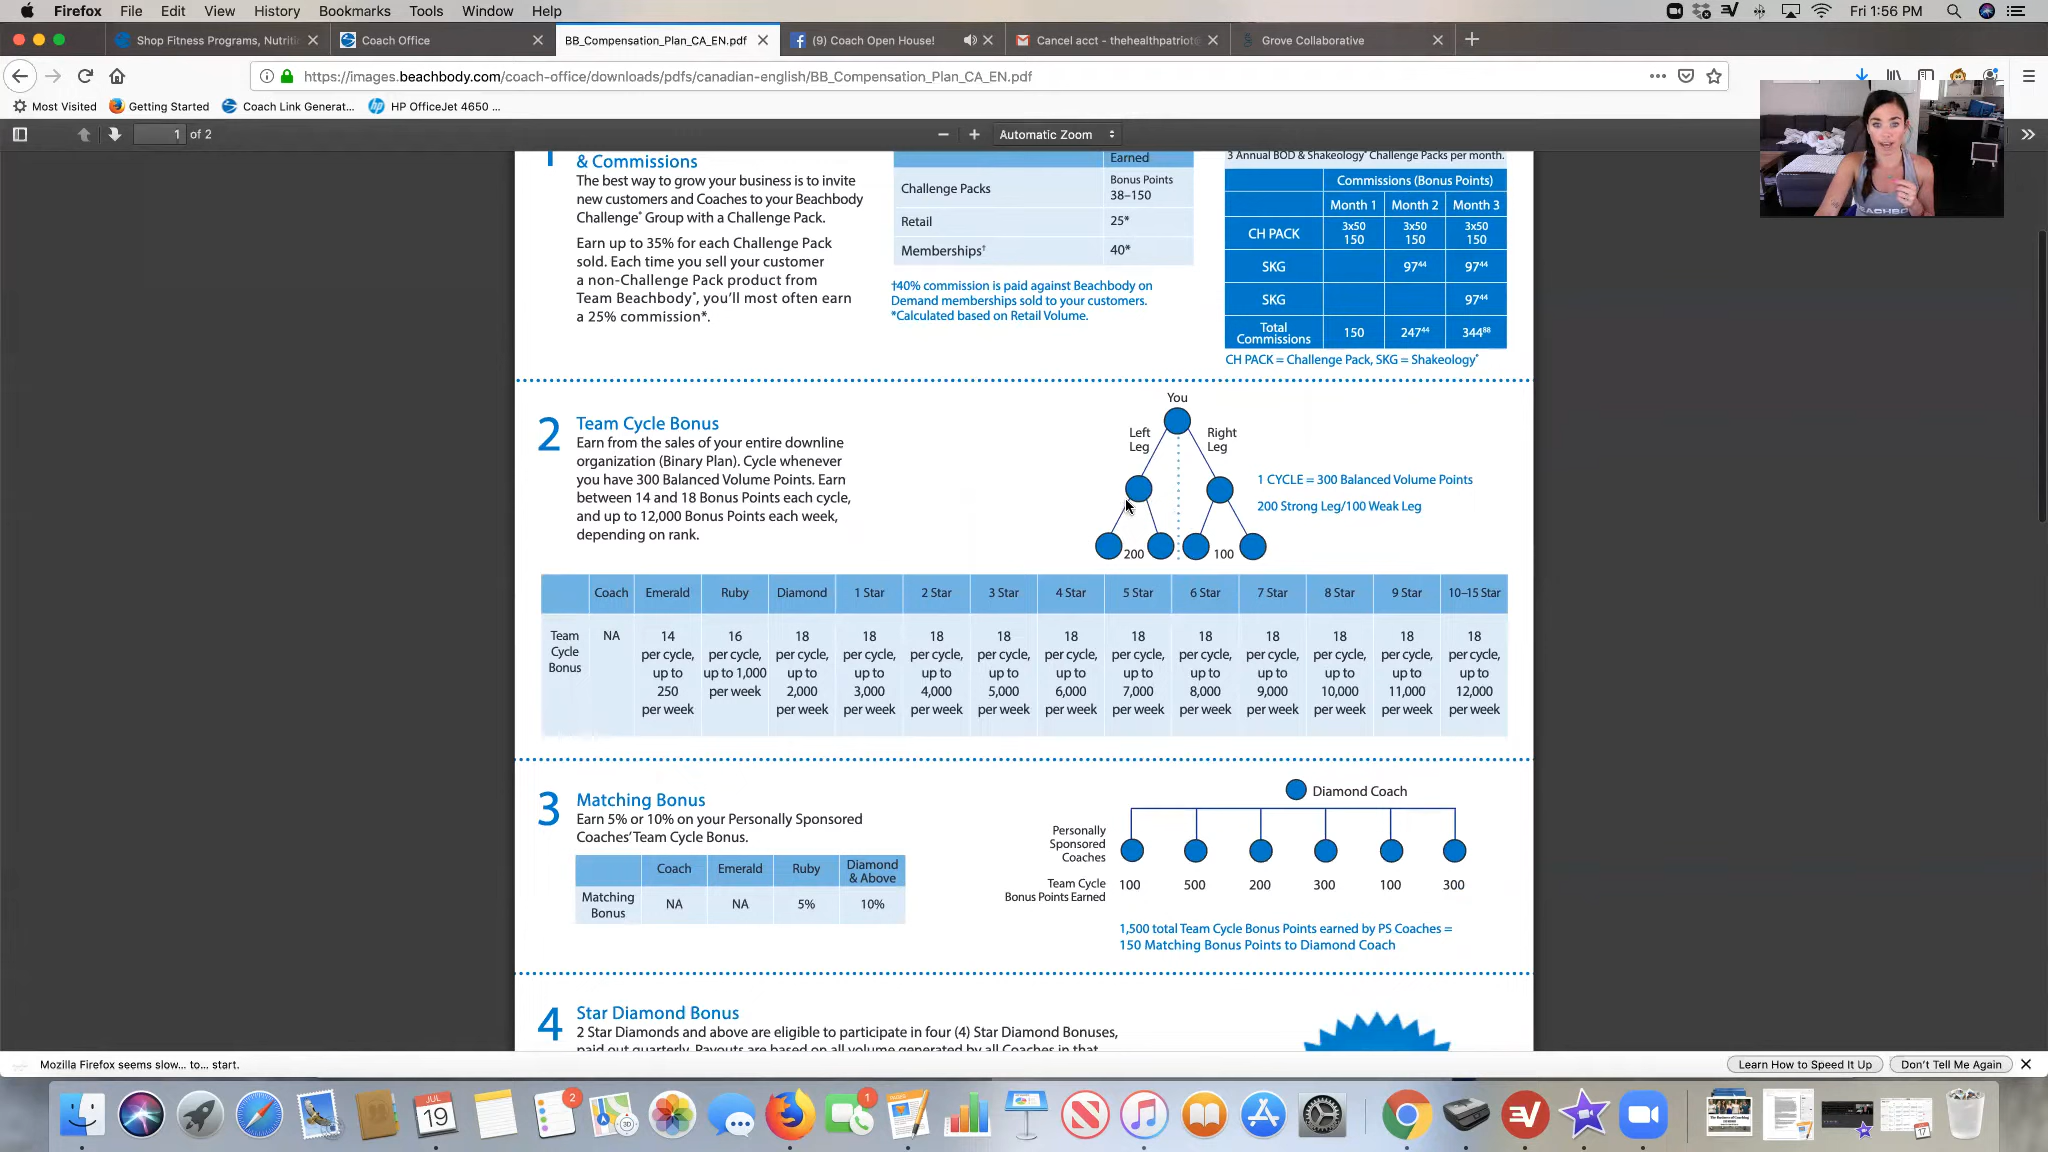 Firefox File Edit View History Bookmarks Tools Window Help Fri 1:56 PM
Shop Fitness Programs, Nutriti Coach Office BB_Compensation_Plan_CA_EN.pdf (9) Coach Open House! Cancel acct - thehealthpatriot Grove Collaborative
https://images.beachbody.com/coach-office/downloads/pdfs/canadian-english/BB_Compensation_Plan_CA_EN.pdf
Most Visited Getting Started Coach Link Generat... HP OfficeJet 4650 ...
1 of 2 Automatic Zoom
1
& Commissions
The best way to grow your business is to invite
new customers and Coaches to your Beachbody
Challenge® Group with a Challenge Pack.
Earn up to 35% for each Challenge Pack
sold. Each time you sell your customer
a non-Challenge Pack product from
Team Beachbody®, you'll most often earn
a 25% commission*.
Earned
Challenge Packs Bonus Points 38–150
Retail 25*
Memberships† 40*
†40% commission is paid against Beachbody on
Demand memberships sold to your customers.
*Calculated based on Retail Volume.
3 Annual BOD & Shakeology® Challenge Packs per month.
Commissions (Bonus Points)
Month 1 Month 2 Month 3
CH PACK 3x50 150 3x50 150 3x50 150
SKG 97⁴⁴ 97⁴⁴
SKG 97⁴⁴
Total Commissions 150 247⁴⁴ 344⁸⁸
CH PACK = Challenge Pack, SKG = Shakeology®
2 Team Cycle Bonus
Earn from the sales of your entire downline
organization (Binary Plan). Cycle whenever
you have 300 Balanced Volume Points. Earn
between 14 and 18 Bonus Points each cycle,
and up to 12,000 Bonus Points each week,
depending on rank.
You
Left Leg
Right Leg
200 100
1 CYCLE = 300 Balanced Volume Points
200 Strong Leg/100 Weak Leg
Coach Emerald Ruby Diamond 1 Star 2 Star 3 Star 4 Star 5 Star 6 Star 7 Star 8 Star 9 Star 10–15 Star
Team NA 14 16 18 18 18 18 18 18 18 18 18 18 18
Cycle per cycle, per cycle, per cycle, per cycle, per cycle, per cycle, per cycle, per cycle, per cycle, per cycle, per cycle, per cycle, per cycle,
Bonus up to up to 1,000 up to up to up to up to up to up to up to up to up to up to up to
250 per week 2,000 3,000 4,000 5,000 6,000 7,000 8,000 9,000 10,000 11,000 12,000
per week per week per week per week per week per week per week per week per week per week per week per week
3 Matching Bonus
Earn 5% or 10% on your Personally Sponsored
Coaches' Team Cycle Bonus.
Coach Emerald Ruby Diamond & Above
Matching Bonus NA NA 5% 10%
Diamond Coach
Personally
Sponsored
Coaches
Team Cycle
Bonus Points Earned 100 500 200 300 100 300
1,500 total Team Cycle Bonus Points earned by PS Coaches =
150 Matching Bonus Points to Diamond Coach
4 Star Diamond Bonus
2 Star Diamonds and above are eligible to participate in four (4) Star Diamond Bonuses,
paid out quarterly. Payouts are based on all volume generated by all Coaches in that
Mozilla Firefox seems slow... to... start. Learn How to Speed It Up Don't Tell Me Again
JUL
19
2
1
17